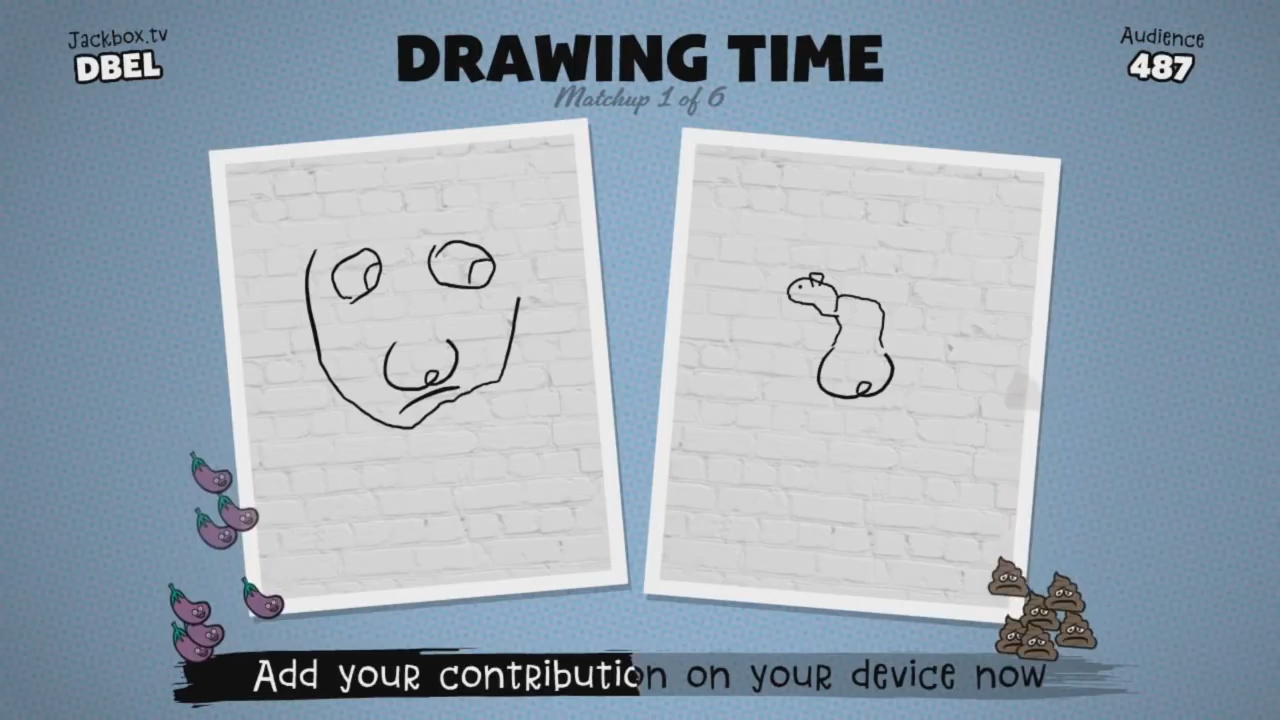 Jackbox.tv
DBEL
DRAWING TIME
Matchup 1 of 6
Audience
487
Add your contribution on your device now